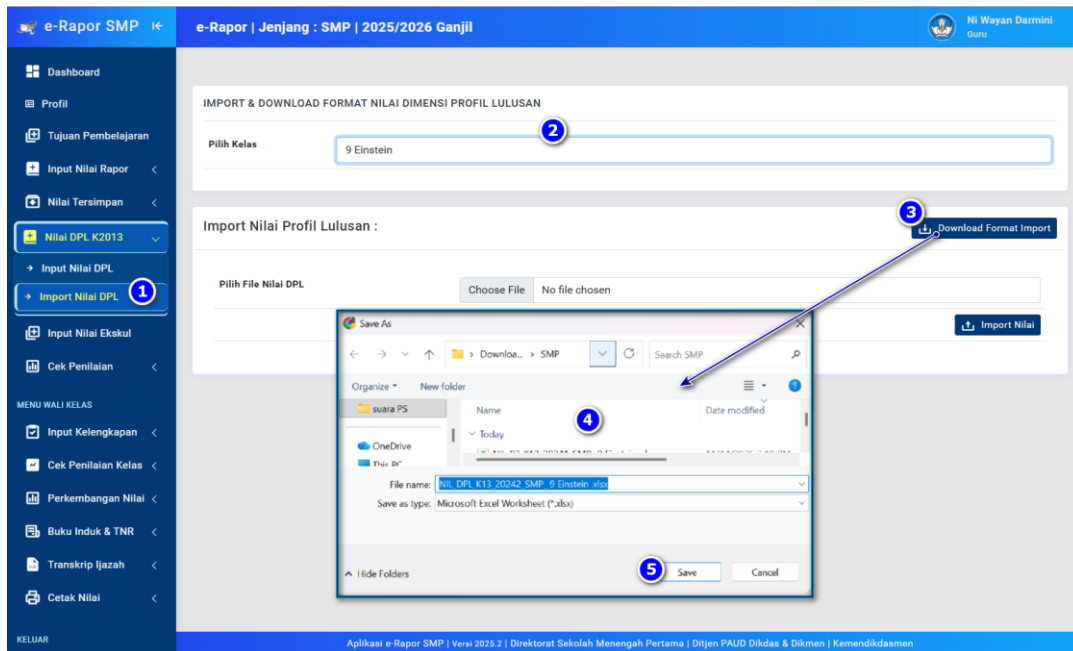 e-Rapor SMP
e-Rapor | Jenjang : SMP | 2025/2026 Ganjil
Ni Wayan Darmini
Guru
Dashboard
Profil
Tujuan Pembelajaran
Input Nilai Rapor
Nilai Tersimpan
Nilai DPL K2013
Input Nilai DPL
Import Nilai DPL
1
Input Nilai Ekskul
Cek Penilaian
MENU WALI KELAS
Input Kelengkapan
Cek Penilaian Kelas
Perkembangan Nilai
Buku Induk & TNR
Transkrip Ijazah
Cetak Nilai
KELUAR
IMPORT & DOWNLOAD FORMAT NILAI DIMENSI PROFIL LULUSAN
2
Pilih Kelas
9 Einstein
Import Nilai Profil Lulusan :
3
Download Format Import
Pilih File Nilai DPL
Choose File No file chosen
Import Nilai
Save As
Downloa... > SMP
Search SMP
Organize New folder
suara PS
OneDrive
This PC
Name
Date modified
4
Today
File name: NIL_DPL_K13_20242_SMP_9 Einstein .xlsx
Save as type: Microsoft Excel Worksheet (*.xlsx)
Hide Folders
5
Save
Cancel
Aplikasi e-Rapor SMP | Versi 2025.2 | Direktorat Sekolah Menengah Pertama | Ditjen PAUD Dikdas & Dikmen | Kemendikdasmen